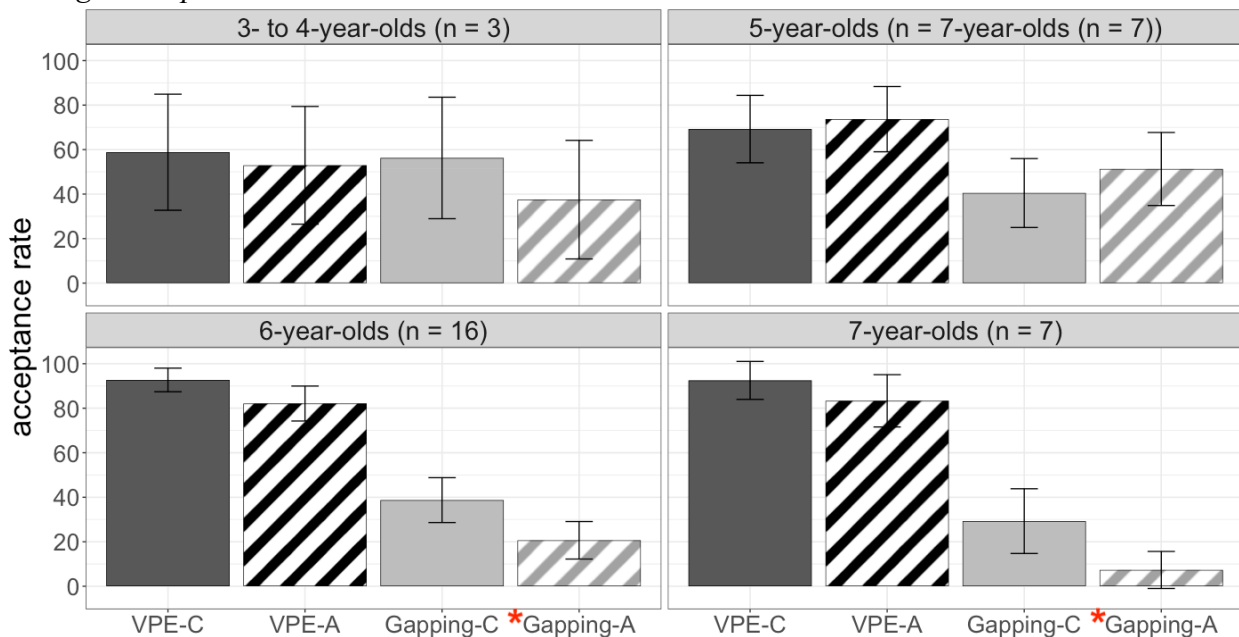 3- to 4-year-olds (n = 3)
5-year-olds (n = 7-year-olds (n = 7))
100
80
60
40
20
0
6-year-olds (n = 16)
7-year-olds (n = 7)
100
80
60
40
20
0
acceptance rate
VPE-C VPE-A Gapping-C *Gapping-A
VPE-C VPE-A Gapping-C *Gapping-A